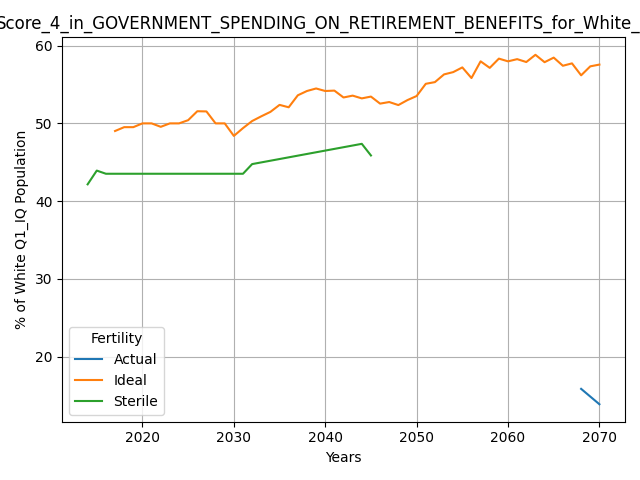 Score_4_in_GOVERNMENT_SPENDING_ON_RETIREMENT_BENEFITS_for_White_
% of White Q1_IQ Population
60
50
40
30
20
Fertility
Actual
Ideal
Sterile
2020 2030 2040 2050 2060 2070
Years